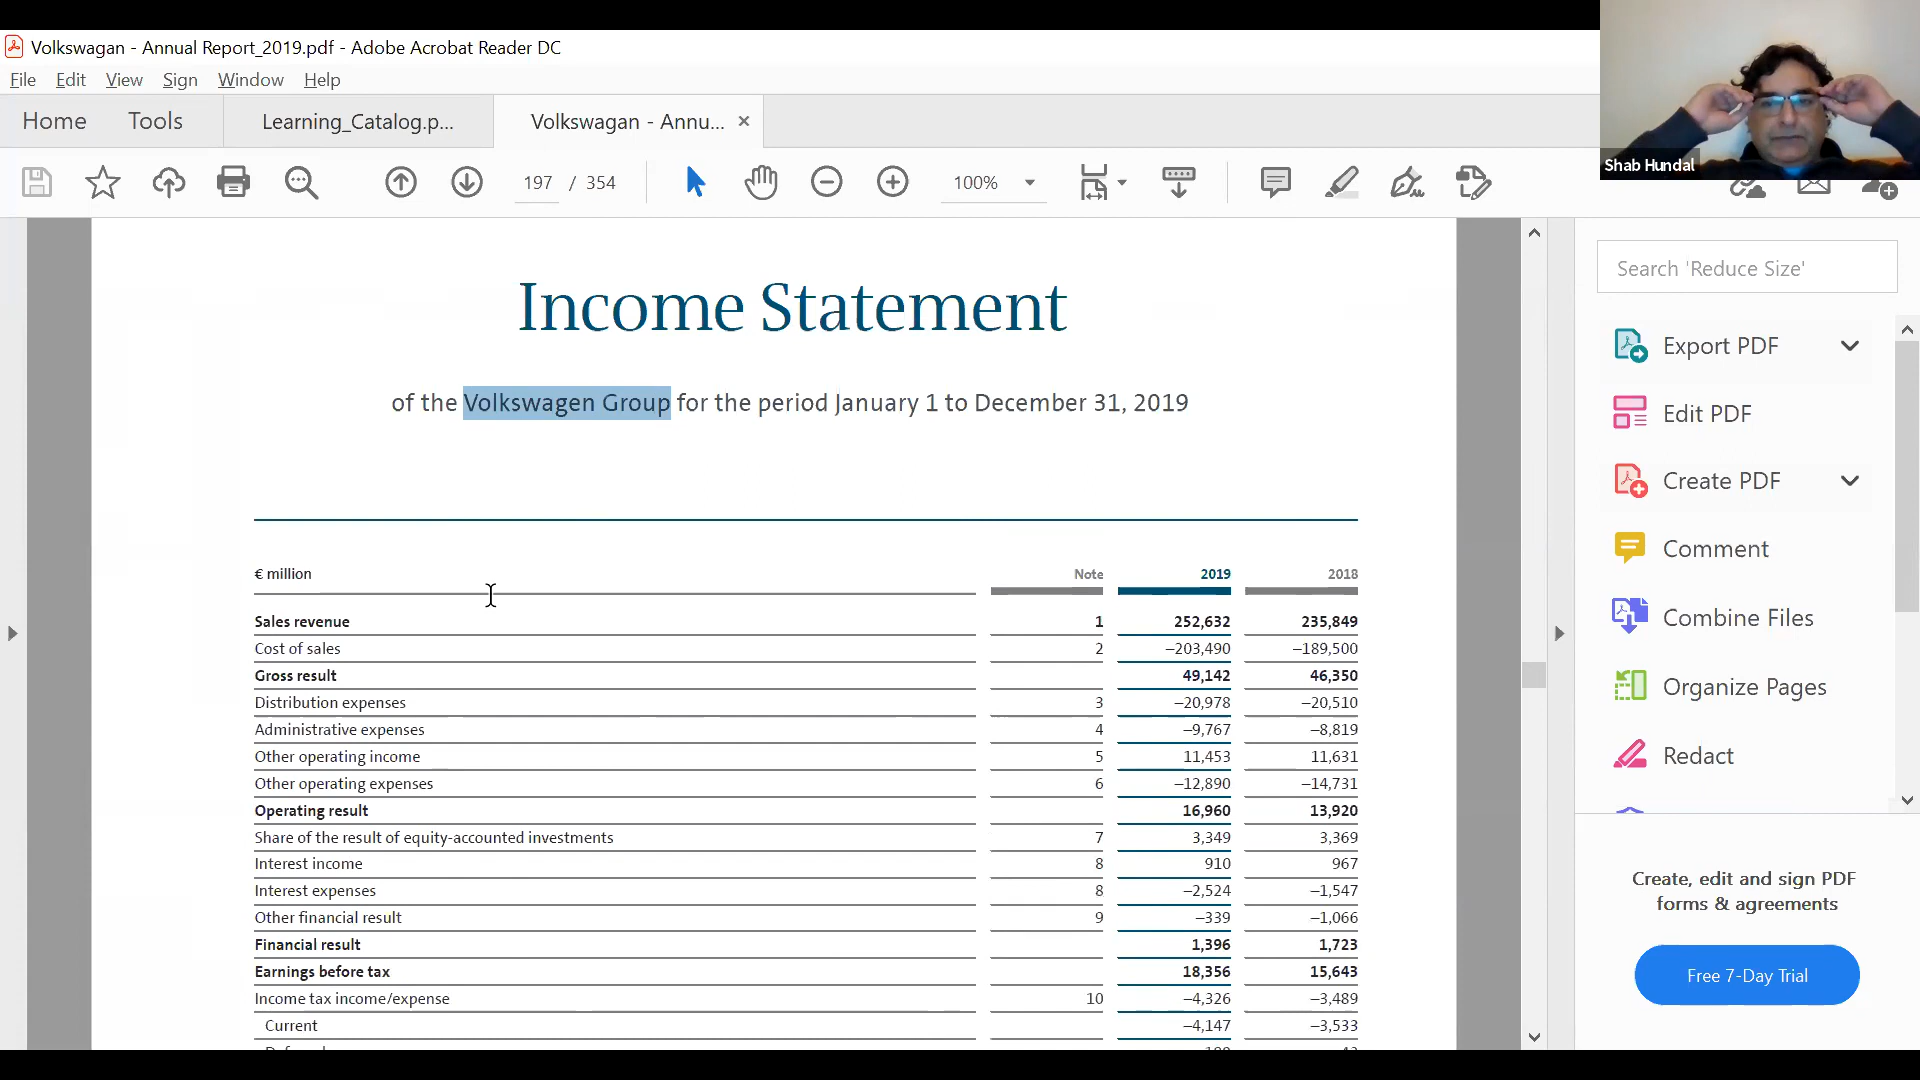 Volkswagan - Annual Report_2019.pdf - Adobe Acrobat Reader DC
File Edit View Sign Window Help
Home Tools Learning_Catalog.p... Volkswagan - Annu... ×
197 / 354 100%
Shab Hundal
Income Statement
of the Volkswagen Group for the period January 1 to December 31, 2019
€ million Note 2019 2018
Sales revenue 1 252,632 235,849
Cost of sales 2 –203,490 –189,500
Gross result 49,142 46,350
Distribution expenses 3 –20,978 –20,510
Administrative expenses 4 –9,767 –8,819
Other operating income 5 11,453 11,631
Other operating expenses 6 –12,890 –14,731
Operating result 16,960 13,920
Share of the result of equity-accounted investments 7 3,349 3,369
Interest income 8 910 967
Interest expenses 8 –2,524 –1,547
Other financial result 9 –339 –1,066
Financial result 1,396 1,723
Earnings before tax 18,356 15,643
Income tax income/expense 10 –4,326 –3,489
Current –4,147 –3,533
Search 'Reduce Size'
Export PDF
Edit PDF
Create PDF
Comment
Combine Files
Organize Pages
Redact
Create, edit and sign PDF
forms & agreements
Free 7-Day Trial